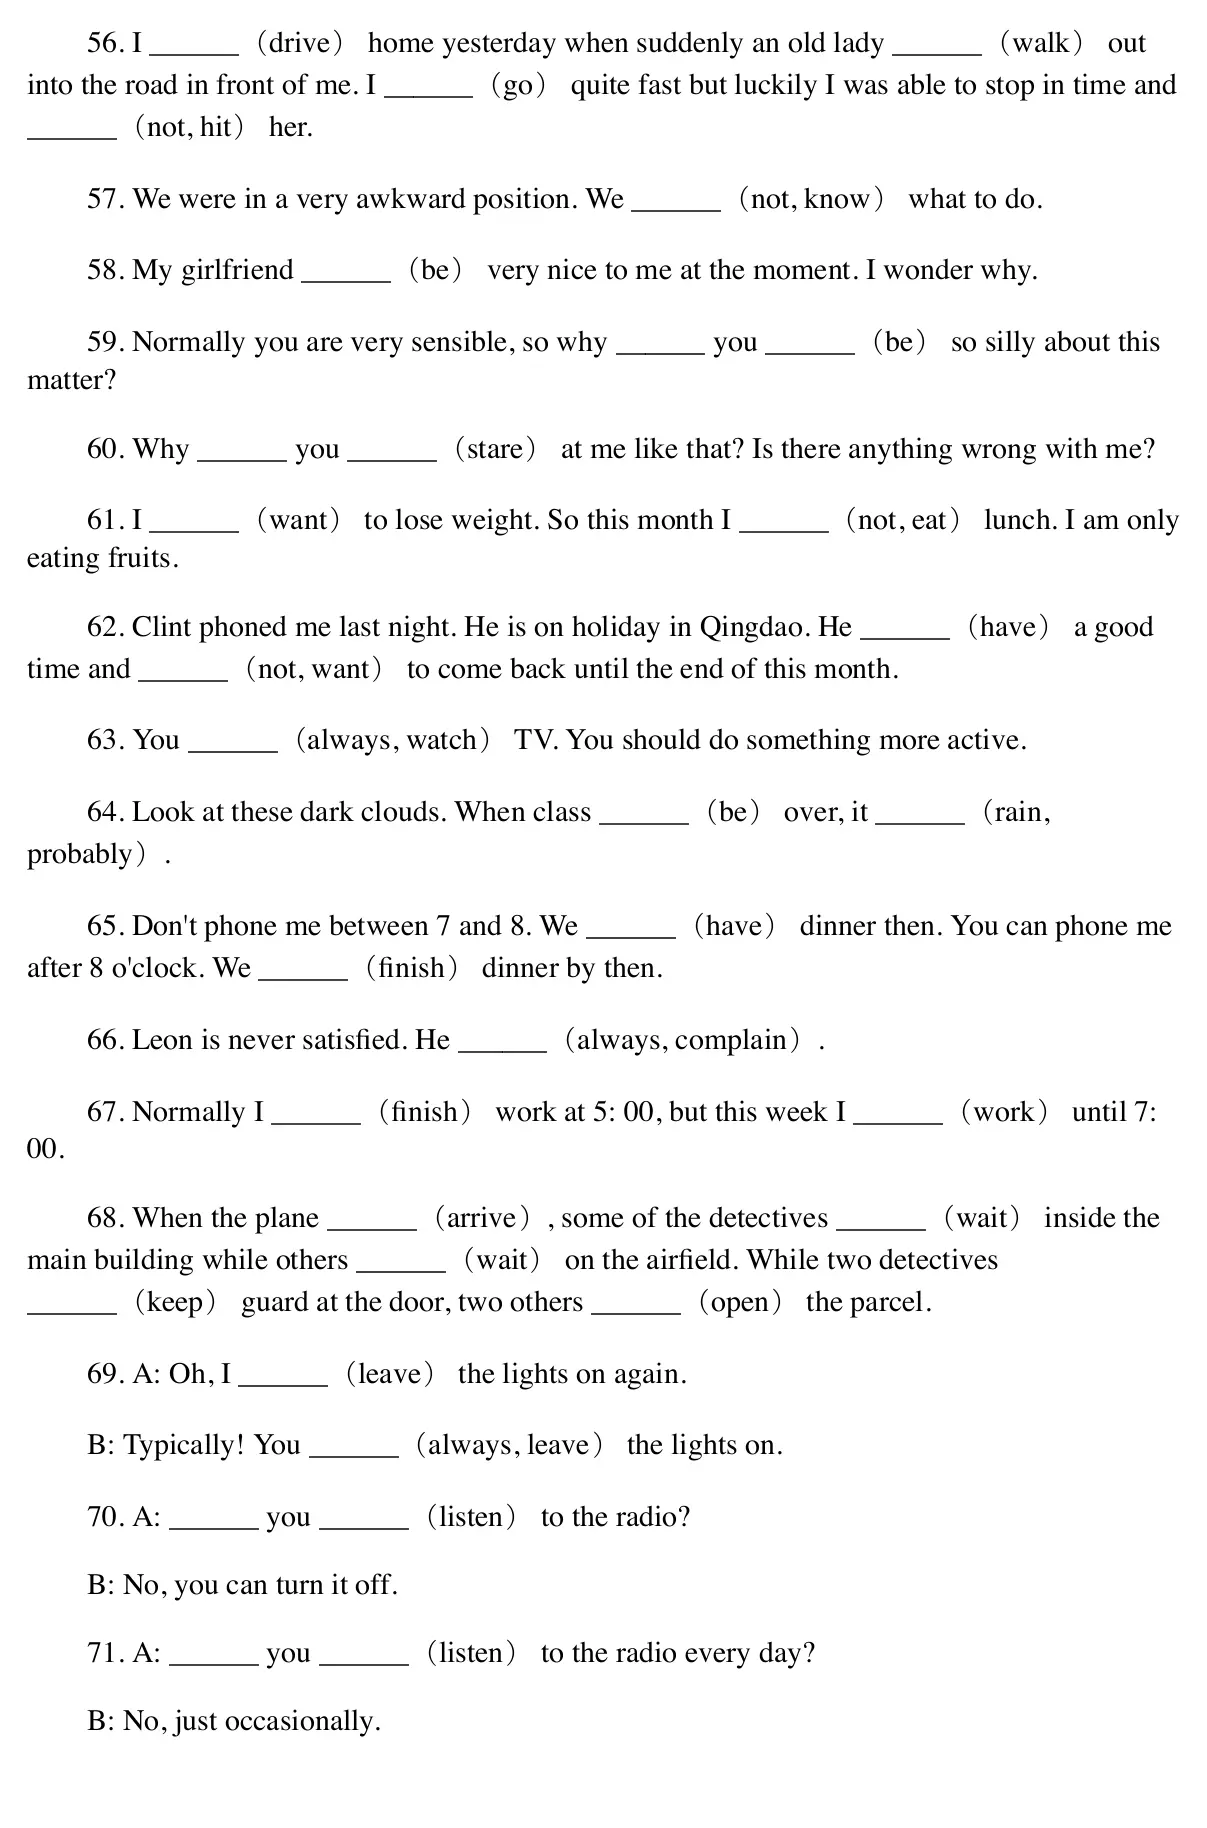 56. I ______（drive） home yesterday when suddenly an old lady ______（walk） out
into the road in front of me. I ______（go） quite fast but luckily I was able to stop in time and
______（not, hit） her.
57. We were in a very awkward position. We ______（not, know） what to do.
58. My girlfriend ______（be） very nice to me at the moment. I wonder why.
59. Normally you are very sensible, so why ______ you ______（be） so silly about this
matter?
60. Why ______ you ______（stare） at me like that? Is there anything wrong with me?
61. I ______（want） to lose weight. So this month I ______（not, eat） lunch. I am only
eating fruits.
62. Clint phoned me last night. He is on holiday in Qingdao. He ______（have） a good
time and ______（not, want） to come back until the end of this month.
63. You ______（always, watch） TV. You should do something more active.
64. Look at these dark clouds. When class ______（be） over, it ______（rain,
probably）.
65. Don't phone me between 7 and 8. We ______（have） dinner then. You can phone me
after 8 o'clock. We ______（finish） dinner by then.
66. Leon is never satisfied. He ______（always, complain）.
67. Normally I ______（finish） work at 5: 00, but this week I ______（work） until 7:
00.
68. When the plane ______（arrive）, some of the detectives ______（wait） inside the
main building while others ______（wait） on the airfield. While two detectives
______（keep） guard at the door, two others ______（open） the parcel.
69. A: Oh, I ______（leave） the lights on again.
B: Typically! You ______（always, leave） the lights on.
70. A: ______ you ______（listen） to the radio?
B: No, you can turn it off.
71. A: ______ you ______（listen） to the radio every day?
B: No, just occasionally.